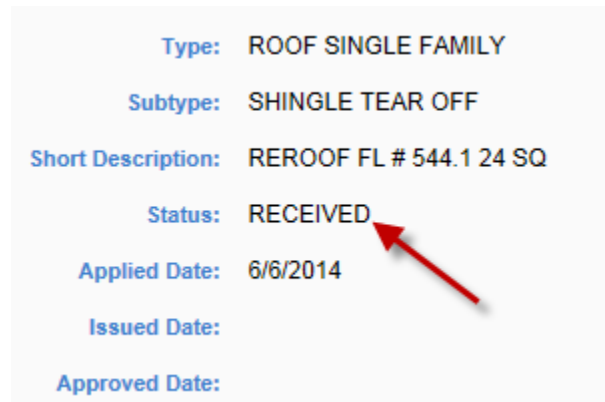 Type: ROOF SINGLE FAMILY
Subtype: SHINGLE TEAR OFF
Short Description: REROOF FL # 544.1 24 SQ
Status: RECEIVED
Applied Date: 6/6/2014
Issued Date:
Approved Date: